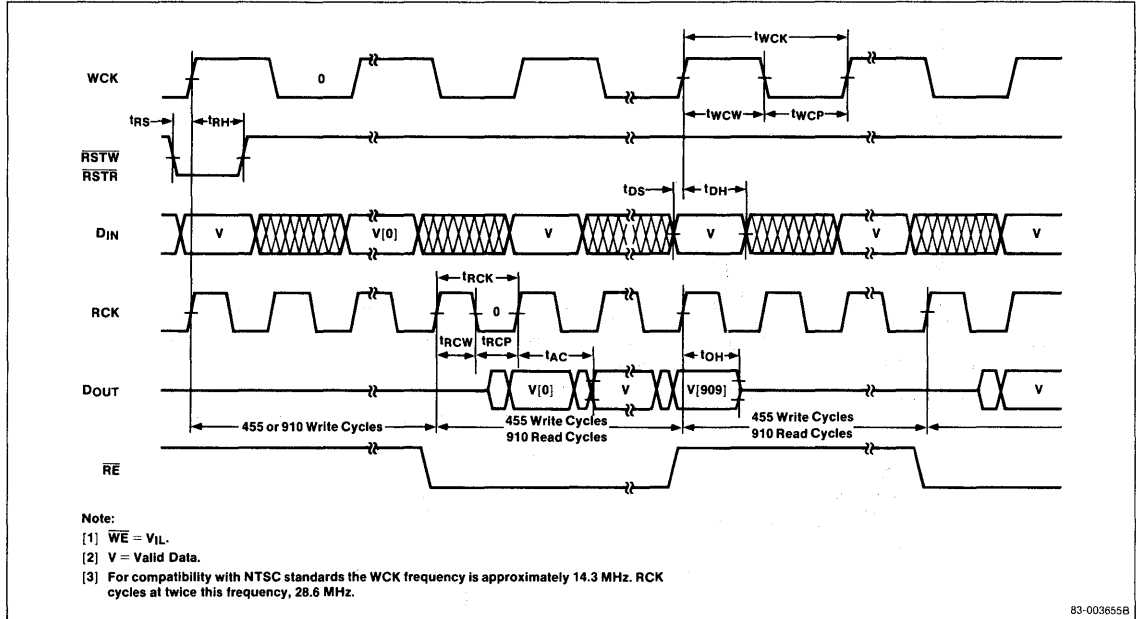 tWCK
WCK
0
tRS
tRH
tWCW
tWCP
RSTW
RSTR
tDS
tDH
DIN
V
V[0]
V
V
V
V
tRCK
RCK
0
tRCW
tRCP
tAC
tOH
DOUT
V[0]
V
V[909]
V
455 or 910 Write Cycles
455 Write Cycles
910 Read Cycles
455 Write Cycles
910 Read Cycles
RE
Note:
[1] WE = VIL.
[2] V = Valid Data.
[3] For compatibility with NTSC standards the WCK frequency is approximately 14.3 MHz. RCK
cycles at twice this frequency, 28.6 MHz.
83-003655B